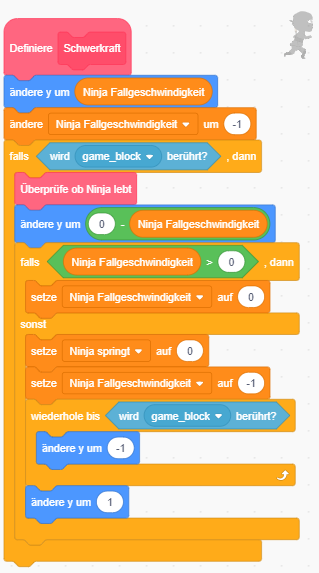 Definiere Schwerkraft
ändere y um Ninja Fallgeschwindigkeit
ändere Ninja Fallgeschwindigkeit um -1
falls wird game_block berührt? , dann
Überprüfe ob Ninja lebt
ändere y um 0 - Ninja Fallgeschwindigkeit
falls Ninja Fallgeschwindigkeit > 0 , dann
setze Ninja Fallgeschwindigkeit auf 0
sonst
setze Ninja springt auf 0
setze Ninja Fallgeschwindigkeit auf -1
wiederhole bis wird game_block berührt?
ändere y um -1
ändere y um 1